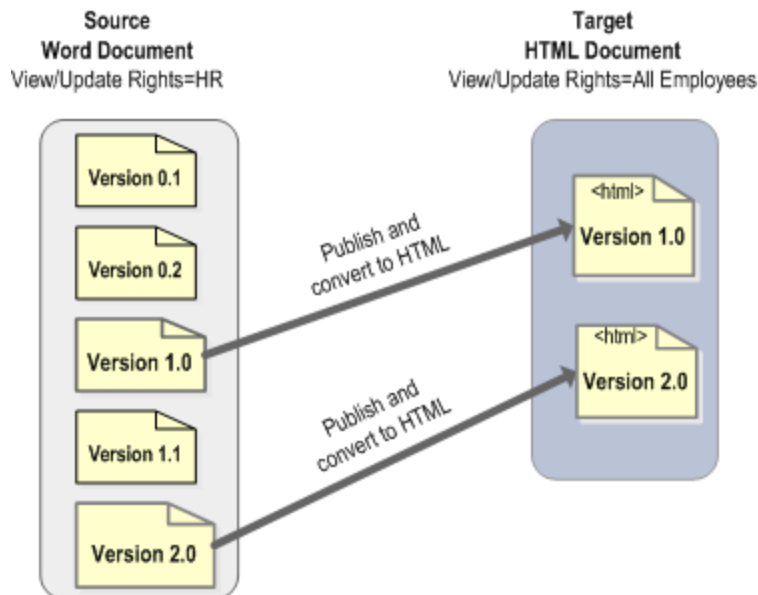 Source
Word Document
View/Update Rights=HR
Version 0.1
Version 0.2
Version 1.0
Version 1.1
Version 2.0
Publish and
convert to HTML
Publish and
convert to HTML
Target
HTML Document
View/Update Rights=All Employees
<html>
Version 1.0
<html>
Version 2.0